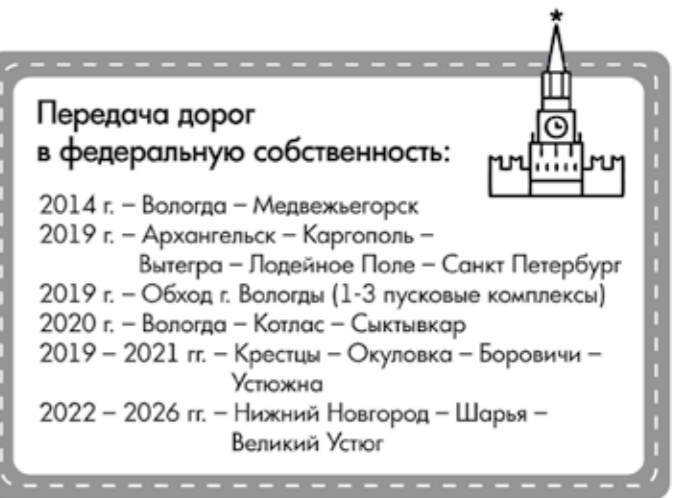 Передача дорог
в федеральную собственность:
2014 г. – Вологда – Медвежьегорск
2019 г. – Архангельск – Каргополь –
Вытегра – Лодейное Поле – Санкт Петербург
2019 г. – Обход г. Вологды (1-3 пусковые комплексы)
2020 г. – Вологда – Котлас – Сыктывкар
2019 – 2021 гг. – Крестцы – Окуловка – Боровичи –
Устюжна
2022 – 2026 гг. – Нижний Новгород – Шарья –
Великий Устюг